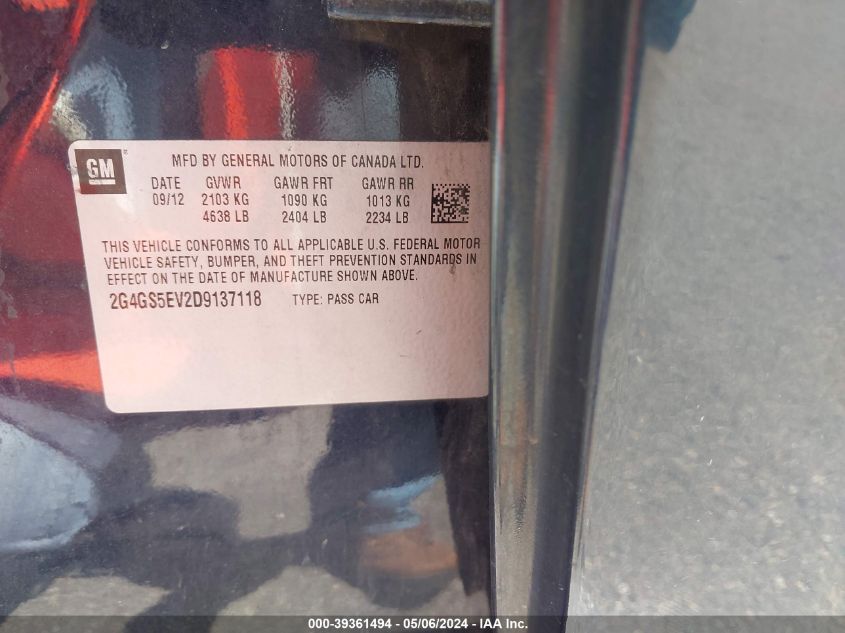 GM
MFD BY GENERAL MOTORS OF CANADA LTD.
DATE GVWR GAWR FRT GAWR RR
09/12 2103 KG 1090 KG 1013 KG
4638 LB 2404 LB 2234 LB
THIS VEHICLE CONFORMS TO ALL APPLICABLE U.S. FEDERAL MOTOR
VEHICLE SAFETY, BUMPER, AND THEFT PREVENTION STANDARDS IN
EFFECT ON THE DATE OF MANUFACTURE SHOWN ABOVE.
2G4GS5EV2D9137118 TYPE: PASS CAR
000-39361494 - 05/06/2024 - IAA Inc.